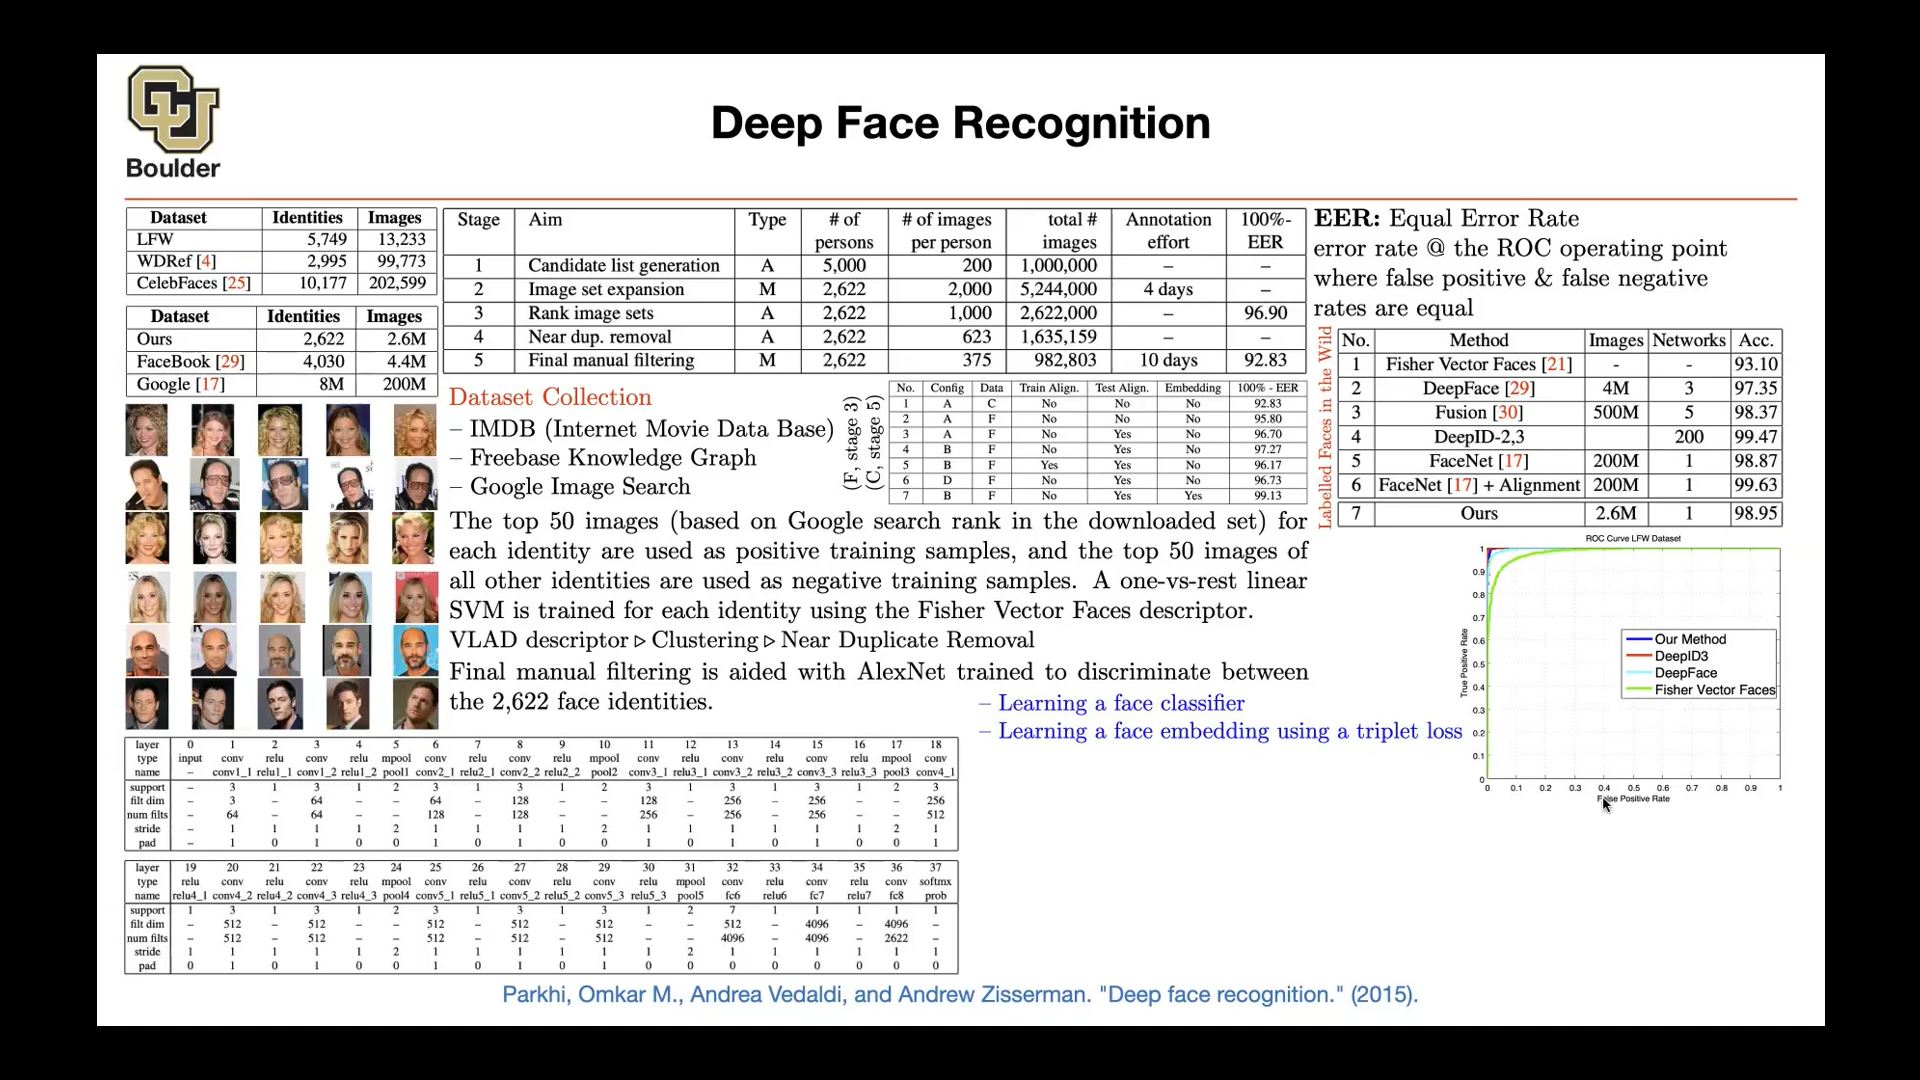 Boulder
Deep Face Recognition
Dataset Identities Images
LFW 5,749 13,233
WDRef [4] 2,995 99,773
CelebFaces [25] 10,177 202,599
Dataset Identities Images
Ours 2,622 2.6M
FaceBook [29] 4,030 4.4M
Google [17] 8M 200M
Stage Aim Type # of # of images total # Annotation 100%-
persons per person images effort EER
1 Candidate list generation A 5,000 200 1,000,000 – –
2 Image set expansion M 2,622 2,000 5,244,000 4 days –
3 Rank image sets A 2,622 1,000 2,622,000 – 96.90
4 Near dup. removal A 2,622 623 1,635,159 – –
5 Final manual filtering M 2,622 375 982,803 10 days 92.83
EER: Equal Error Rate
error rate @ the ROC operating point
where false positive & false negative
rates are equal
Dataset Collection
– IMDB (Internet Movie Data Base)
– Freebase Knowledge Graph
– Google Image Search
(F, stage 3)
(C, stage 5)
No. Config Data Train Align. Test Align. Embedding 100% - EER
1 A C No No No 92.83
2 A F No No No 95.80
3 A F No Yes No 96.70
4 B F No Yes No 97.27
5 B F Yes Yes No 96.17
6 D F No Yes No 96.73
7 B F No Yes Yes 99.13
Labelled Faces in the Wild
No. Method Images Networks Acc.
1 Fisher Vector Faces [21] - - 93.10
2 DeepFace [29] 4M 3 97.35
3 Fusion [30] 500M 5 98.37
4 DeepID-2,3 200 99.47
5 FaceNet [17] 200M 1 98.87
6 FaceNet [17] + Alignment 200M 1 99.63
7 Ours 2.6M 1 98.95
The top 50 images (based on Google search rank in the downloaded set) for
each identity are used as positive training samples, and the top 50 images of
all other identities are used as negative training samples. A one-vs-rest linear
SVM is trained for each identity using the Fisher Vector Faces descriptor.
VLAD descriptor ▹ Clustering ▹ Near Duplicate Removal
Final manual filtering is aided with AlexNet trained to discriminate between
the 2,622 face identities.
– Learning a face classifier
– Learning a face embedding using a triplet loss
ROC Curve LFW Dataset
True Positive Rate
1
0.9
0.8
0.7
0.6
0.5
0.4
0.3
0.2
0.1
0
Our Method
DeepID3
DeepFace
Fisher Vector Faces
0 0.1 0.2 0.3 0.4 0.5 0.6 0.7 0.8 0.9 1
False Positive Rate
layer 0 1 2 3 4 5 6 7 8 9 10 11 12 13 14 15 16 17 18
type input conv relu conv relu mpool conv relu conv relu mpool conv relu conv relu conv relu mpool conv
name – conv1_1 relu1_1 conv1_2 relu1_2 pool1 conv2_1 relu2_1 conv2_2 relu2_2 pool2 conv3_1 relu3_1 conv3_2 relu3_2 conv3_3 relu3_3 pool3 conv4_1
support – 3 1 3 1 2 3 1 3 1 2 3 1 3 1 3 1 2 3
filt dim – 3 – 64 – – 64 – 128 – – 128 – 256 – 256 – – 256
num filts – 64 – 64 – – 128 – 128 – – 256 – 256 – 256 – – 512
stride – 1 1 1 1 2 1 1 1 1 2 1 1 1 1 1 1 2 1
pad – 1 0 1 0 0 1 0 1 0 0 1 0 1 0 1 0 0 1
layer 19 20 21 22 23 24 25 26 27 28 29 30 31 32 33 34 35 36 37
type relu conv relu conv relu mpool conv relu conv relu conv relu mpool conv relu conv relu conv softmx
name relu4_1 conv4_2 relu4_2 conv4_3 relu4_3 pool4 conv5_1 relu5_1 conv5_2 relu5_2 conv5_3 relu5_3 pool5 fc6 relu6 fc7 relu7 fc8 prob
support 1 3 1 3 1 2 3 1 3 1 3 1 2 7 1 1 1 1 1
filt dim – 512 – 512 – – 512 – 512 – 512 – – 512 – 4096 – 4096 –
num filts – 512 – 512 – – 512 – 512 – 512 – – 4096 – 4096 – 2622 –
stride 1 1 1 1 1 2 1 1 1 1 1 1 2 1 1 1 1 1 1
pad 0 1 0 1 0 0 1 0 1 0 1 0 0 0 0 0 0 0 0
Parkhi, Omkar M., Andrea Vedaldi, and Andrew Zisserman. "Deep face recognition." (2015).